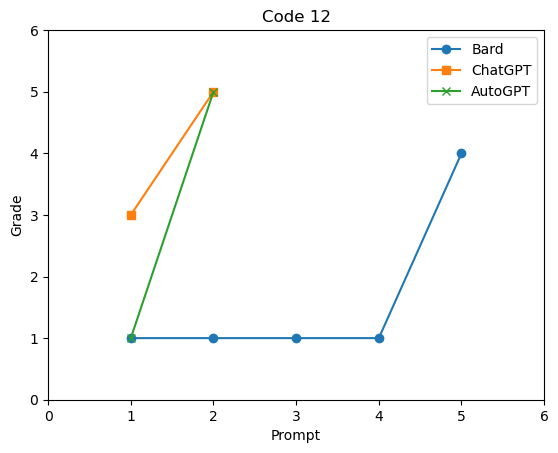 Code 12
Bard
ChatGPT
AutoGPT
6
5
4
3
2
1
0
Grade
0 1 2 3 4 5 6
Prompt